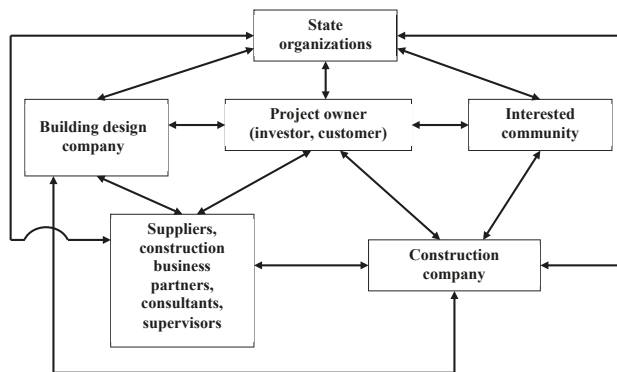 State
organizations
Building design
company
Project owner
(investor, customer)
Interested
community
Suppliers,
construction
business
partners,
consultants,
supervisors
Construction
company